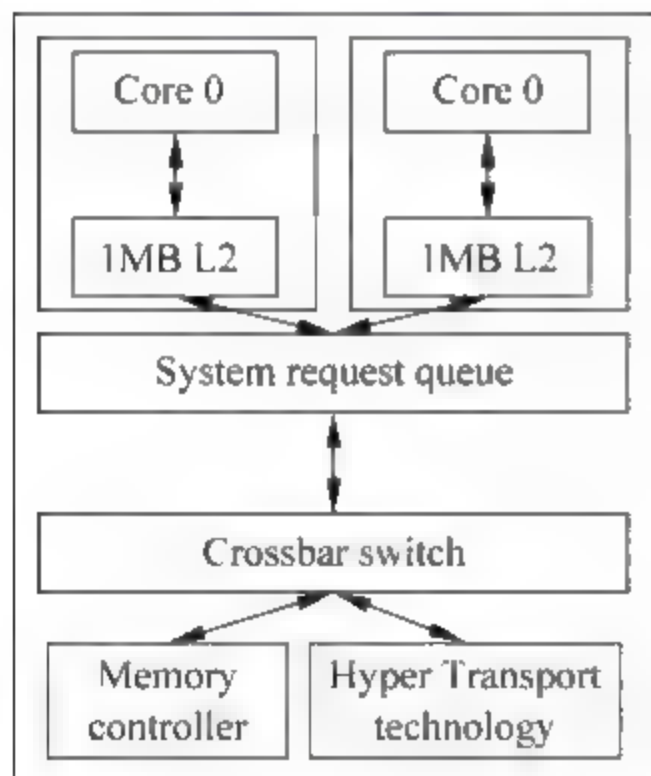 Core 0
Core 0
1MB L2
1MB L2
System request queue
Crossbar switch
Memory
controller
Hyper Transport
technology